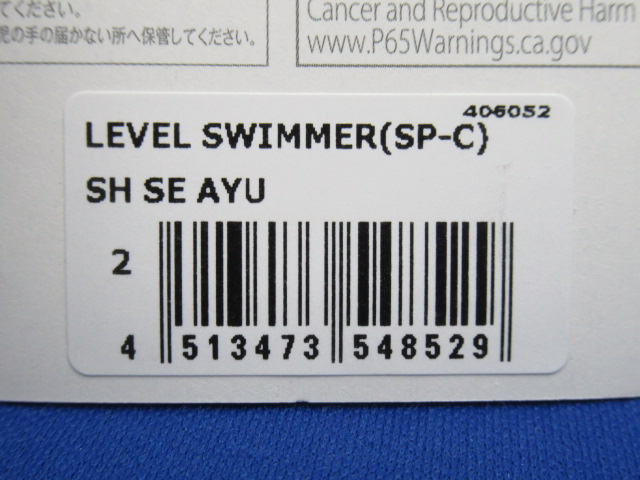 てください。
児の手の届かない所へ保管してください。
Cancer and Reproductive Harm
www.P65Warnings.ca.gov
406052
LEVEL SWIMMER(SP-C)
SH SE AYU
2
4 513473 548529